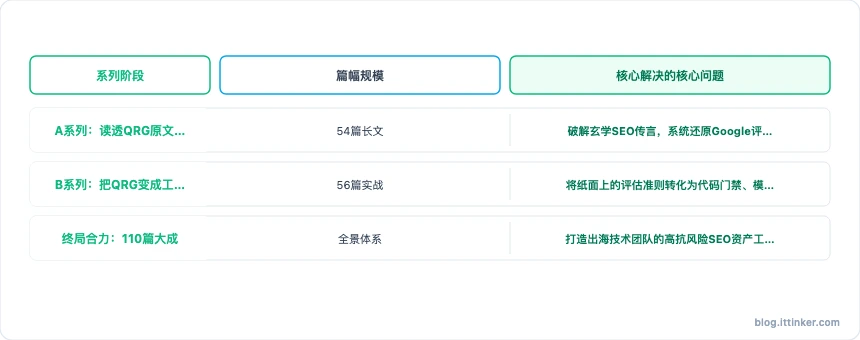 系列阶段 篇幅规模 核心解决的核心问题
A系列：读透QRG原文... 54篇长文 破解玄学SEO传言，系统还原Google评...
B系列：把QRG变成工... 56篇实战 将纸面上的评估准则转化为代码门禁、模...
终局合力：110篇大成 全景体系 打造出海技术团队的高抗风险SEO资产工...
blog.ittinker.com